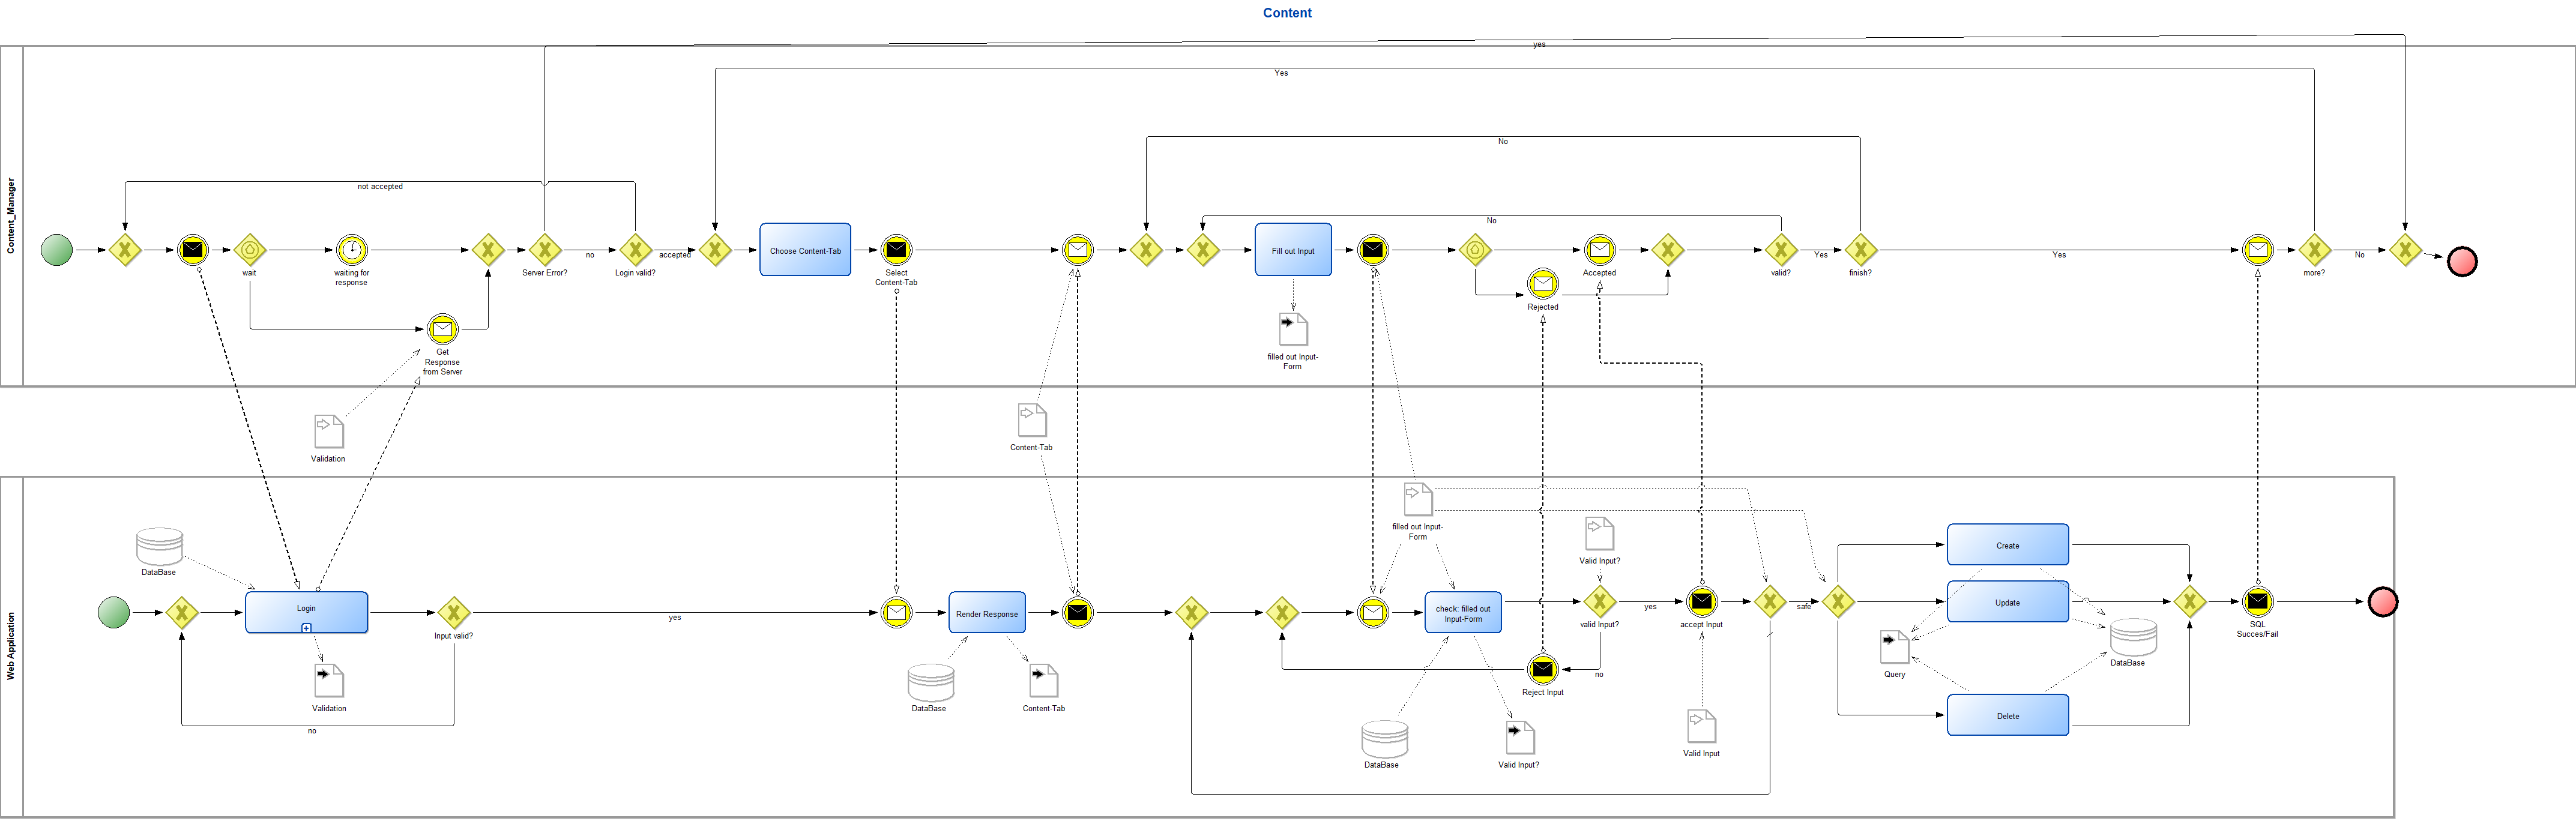 Content
yes
Yes
No
not accepted
No
Content_Manager
wait
waiting for
response
Server Error?
no
Login valid?
accepted
Choose Content-Tab
Select
Content-Tab
Fill out Input
Accepted
Rejected
valid?
Yes
finish?
Yes
more?
No
Get
Response
from Server
filled out Input-
Form
Validation
Content-Tab
Web Application
DataBase
Login
Validation
Input valid?
no
yes
Render Response
DataBase
Content-Tab
filled out Input-
Form
check: filled out
Input-Form
DataBase
Valid Input?
Valid Input?
valid Input?
yes
no
Reject Input
accept Input
Valid Input
safe
Create
Update
Delete
Query
DataBase
SQL
Succes/Fail